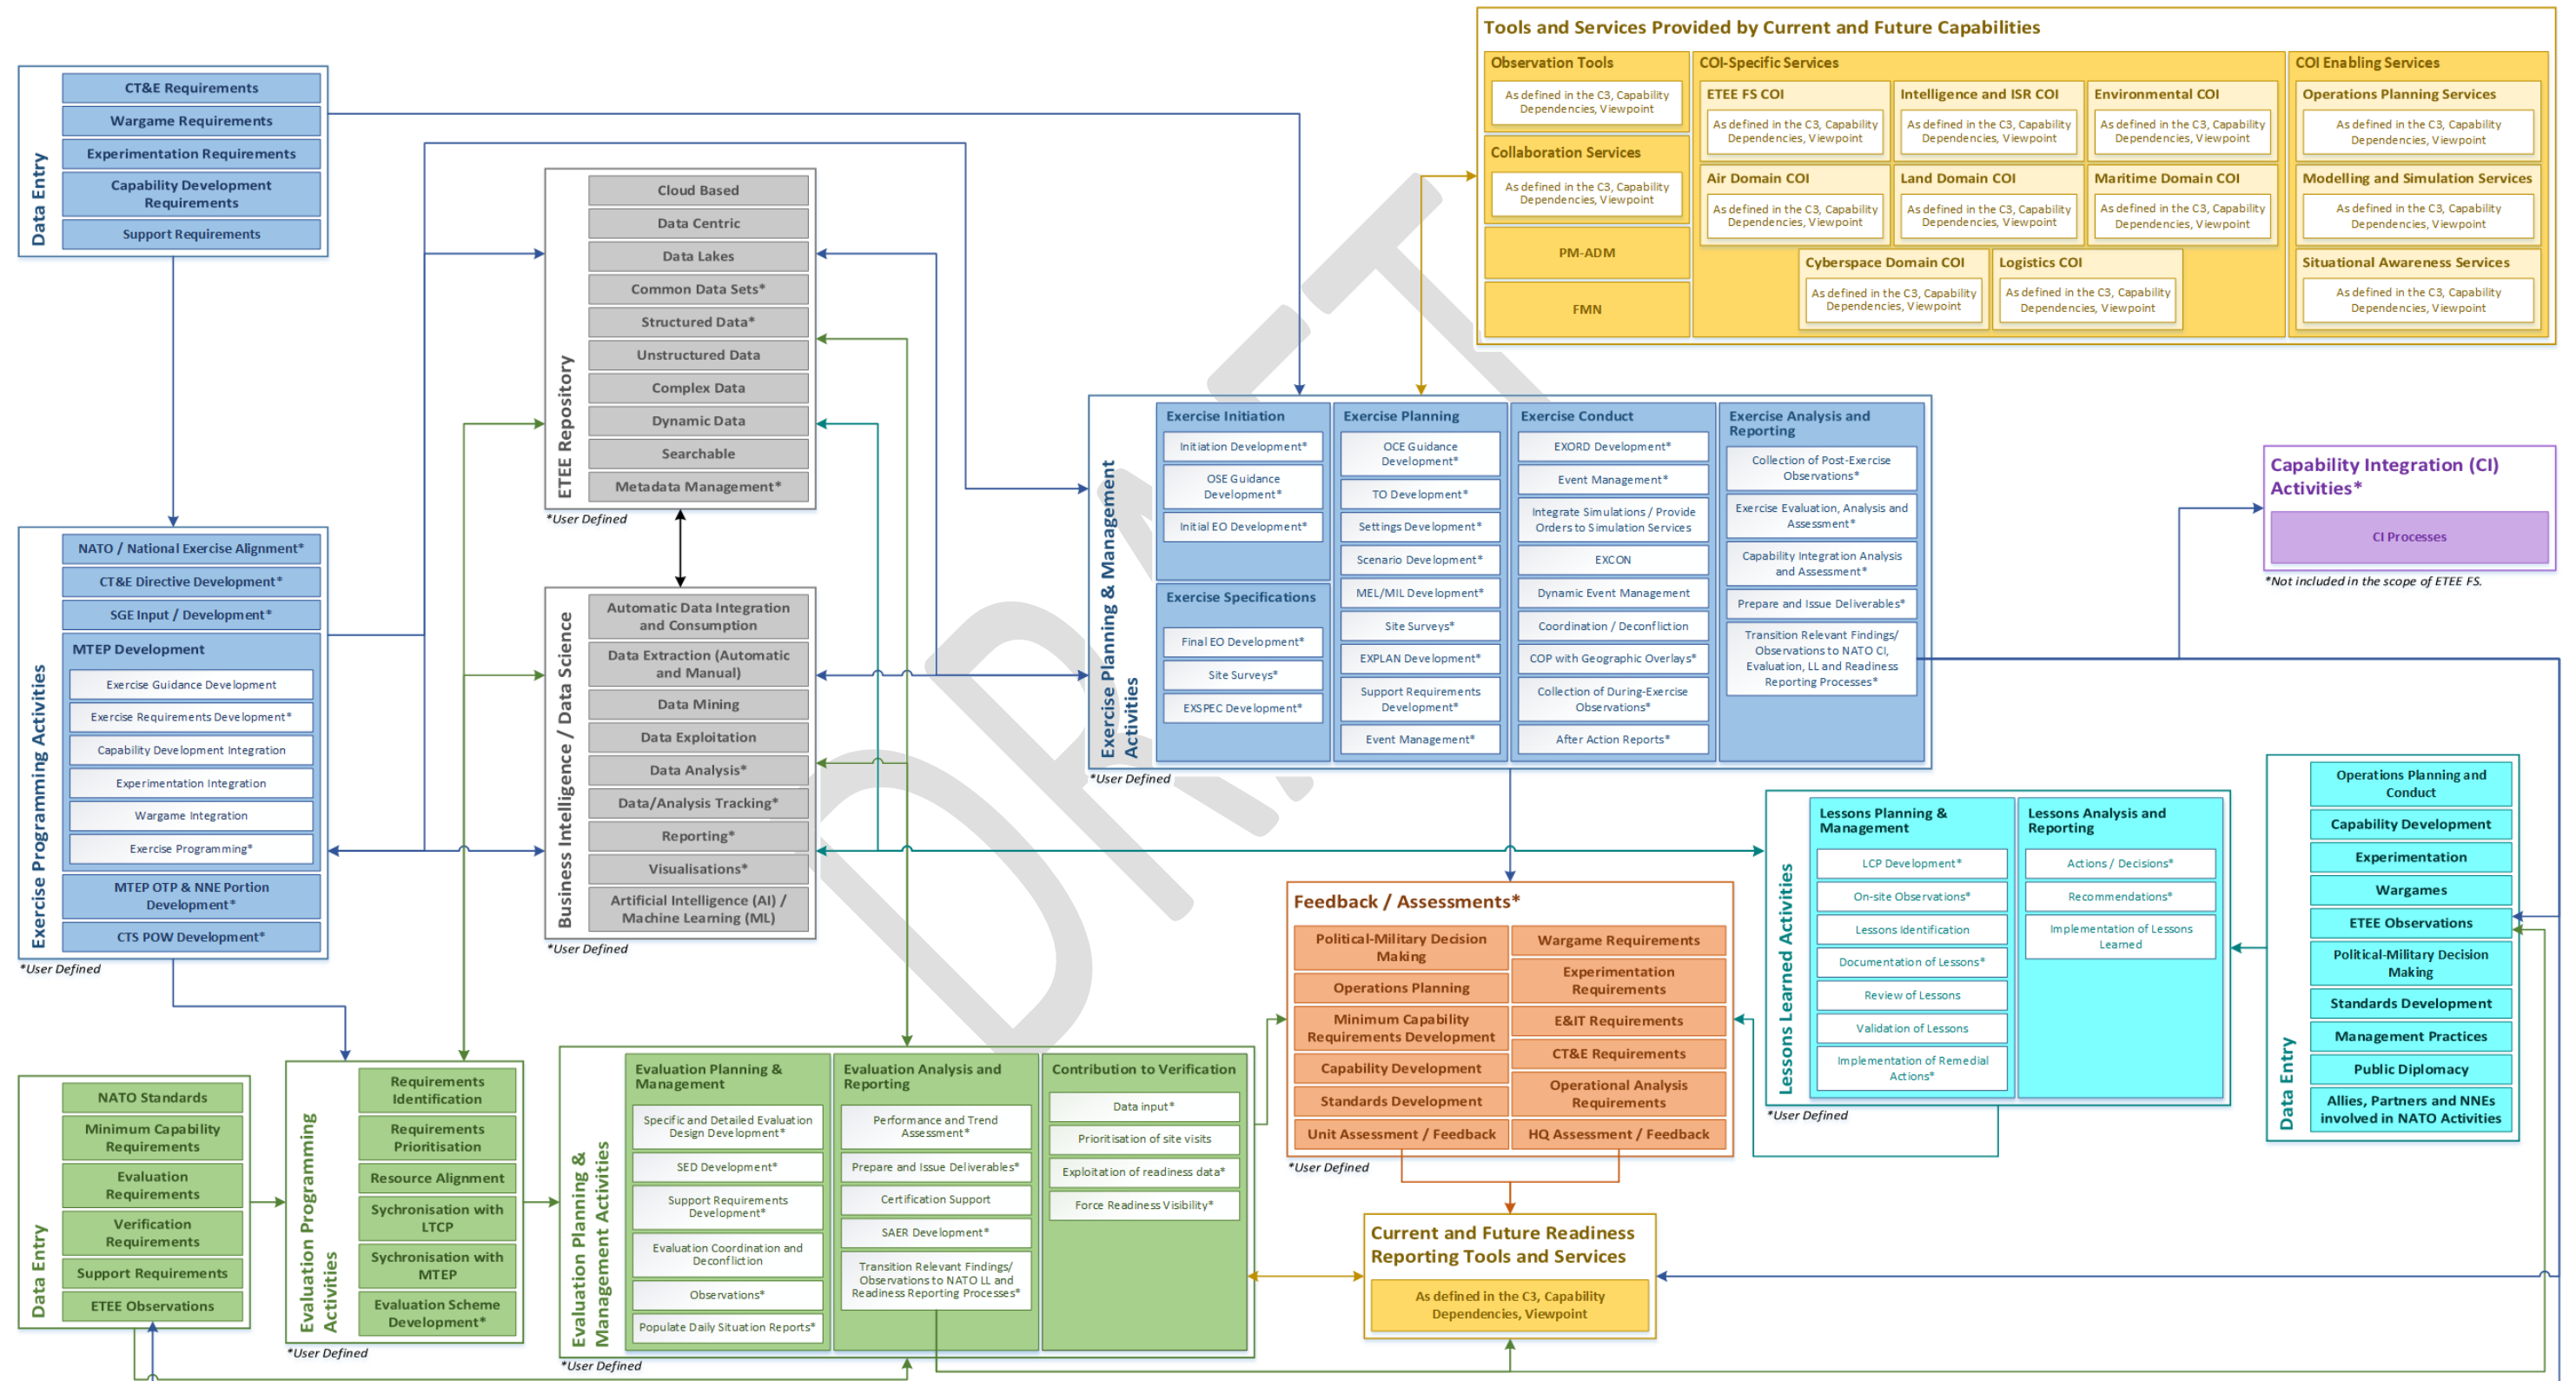 Tools and Services Provided by Current and Future Capabilities
Observation Tools
As defined in the C3, Capability
Dependencies, Viewpoint
Collaboration Services
As defined in the C3, Capability
Dependencies, Viewpoint
PM-ADM
FMN
COI-Specific Services
ETEE FS COI
As defined in the C3, Capability
Dependencies, Viewpoint
Intelligence and ISR COI
As defined in the C3, Capability
Dependencies, Viewpoint
Environmental COI
As defined in the C3, Capability
Dependencies, Viewpoint
Air Domain COI
As defined in the C3, Capability
Dependencies, Viewpoint
Land Domain COI
As defined in the C3, Capability
Dependencies, Viewpoint
Maritime Domain COI
As defined in the C3, Capability
Dependencies, Viewpoint
Cyberspace Domain COI
As defined in the C3, Capability
Dependencies, Viewpoint
Logistics COI
As defined in the C3, Capability
Dependencies, Viewpoint
COI Enabling Services
Operations Planning Services
As defined in the C3, Capability
Dependencies, Viewpoint
Modelling and Simulation Services
As defined in the C3, Capability
Dependencies, Viewpoint
Situational Awareness Services
As defined in the C3, Capability
Dependencies, Viewpoint
Data Entry
CT&E Requirements
Wargame Requirements
Experimentation Requirements
Capability Development
Requirements
Support Requirements
ETEE Repository
Cloud Based
Data Centric
Data Lakes
Common Data Sets*
Structured Data*
Unstructured Data
Complex Data
Dynamic Data
Searchable
Metadata Management*
*User Defined
Exercise Programming Activities
NATO / National Exercise Alignment*
CT&E Directive Development*
SGE Input / Development*
MTEP Development
Exercise Guidance Development
Exercise Requirements Development*
Capability Development Integration
Experimentation Integration
Wargame Integration
Exercise Programming*
MTEP OTP & NNE Portion
Development*
CTS POW Development*
*User Defined
Business Intelligence / Data Science
Automatic Data Integration
and Consumption
Data Extraction (Automatic
and Manual)
Data Mining
Data Exploitation
Data Analysis*
Data/Analysis Tracking*
Reporting*
Visualisations*
Artificial Intelligence (AI) /
Machine Learning (ML)
*User Defined
Exercise Planning & Management
Activities
Exercise Initiation
Initiation Development*
OSE Guidance
Development*
Initial EO Development*
Exercise Specifications
Final EO Development*
Site Surveys*
EXSPEC Development*
Exercise Planning
OCE Guidance
Development*
TO Development*
Settings Development*
Scenario Development*
MEL/MIL Development*
Site Surveys*
EXPLAN Development*
Support Requirements
Development*
Event Management*
Exercise Conduct
EXORD Development*
Event Management*
Integrate Simulations / Provide
Orders to Simulation Services
EXCON
Dynamic Event Management
Coordination / Deconfliction
COP with Geographic Overlays*
Collection of During-Exercise
Observations*
After Action Reports*
Exercise Analysis and
Reporting
Collection of Post-Exercise
Observations*
Exercise Evaluation, Analysis and
Assessment*
Capability Integration Analysis
and Assessment*
Prepare and Issue Deliverables*
Transition Relevant Findings/
Observations to NATO CI,
Evaluation, LL and Readiness
Reporting Processes*
*User Defined
Capability Integration (CI)
Activities*
CI Processes
*Not included in the scope of ETEE FS.
Lessons Learned Activities
Lessons Planning &
Management
LCP Development*
On-site Observations*
Lessons Identification
Documentation of Lessons*
Review of Lessons
Validation of Lessons
Implementation of Remedial
Actions*
Lessons Analysis and
Reporting
Actions / Decisions*
Recommendations*
Implementation of Lessons
Learned
*User Defined
Data Entry
Operations Planning and
Conduct
Capability Development
Experimentation
Wargames
ETEE Observations
Political-Military Decision
Making
Standards Development
Management Practices
Public Diplomacy
Allies, Partners and NNEs
involved in NATO Activities
Feedback / Assessments*
Political-Military Decision
Making
Operations Planning
Minimum Capability
Requirements Development
Capability Development
Standards Development
Unit Assessment / Feedback
Wargame Requirements
Experimentation
Requirements
E&IT Requirements
CT&E Requirements
Operational Analysis
Requirements
HQ Assessment / Feedback
*User Defined
Current and Future Readiness
Reporting Tools and Services
As defined in the C3, Capability
Dependencies, Viewpoint
Data Entry
NATO Standards
Minimum Capability
Requirements
Evaluation
Requirements
Verification
Requirements
Support Requirements
ETEE Observations
Evaluation Programming
Activities
Requirements
Identification
Requirements
Prioritisation
Resource Alignment
Sychronisation with
LTCP
Sychronisation with
MTEP
Evaluation Scheme
Development*
*User Defined
Evaluation Planning &
Management Activities
Evaluation Planning &
Management
Specific and Detailed Evaluation
Design Development*
SED Development*
Support Requirements
Development*
Evaluation Coordination and
Deconfliction
Observations*
Populate Daily Situation Reports*
Evaluation Analysis and
Reporting
Performance and Trend
Assessment*
Prepare and Issue Deliverables*
Certification Support
SAER Development*
Transition Relevant Findings/
Observations to NATO LL and
Readiness Reporting Processes*
Contribution to Verification
Data input*
Prioritisation of site visits
Exploitation of readiness data*
Force Readiness Visibility*
*User Defined
DRAFT